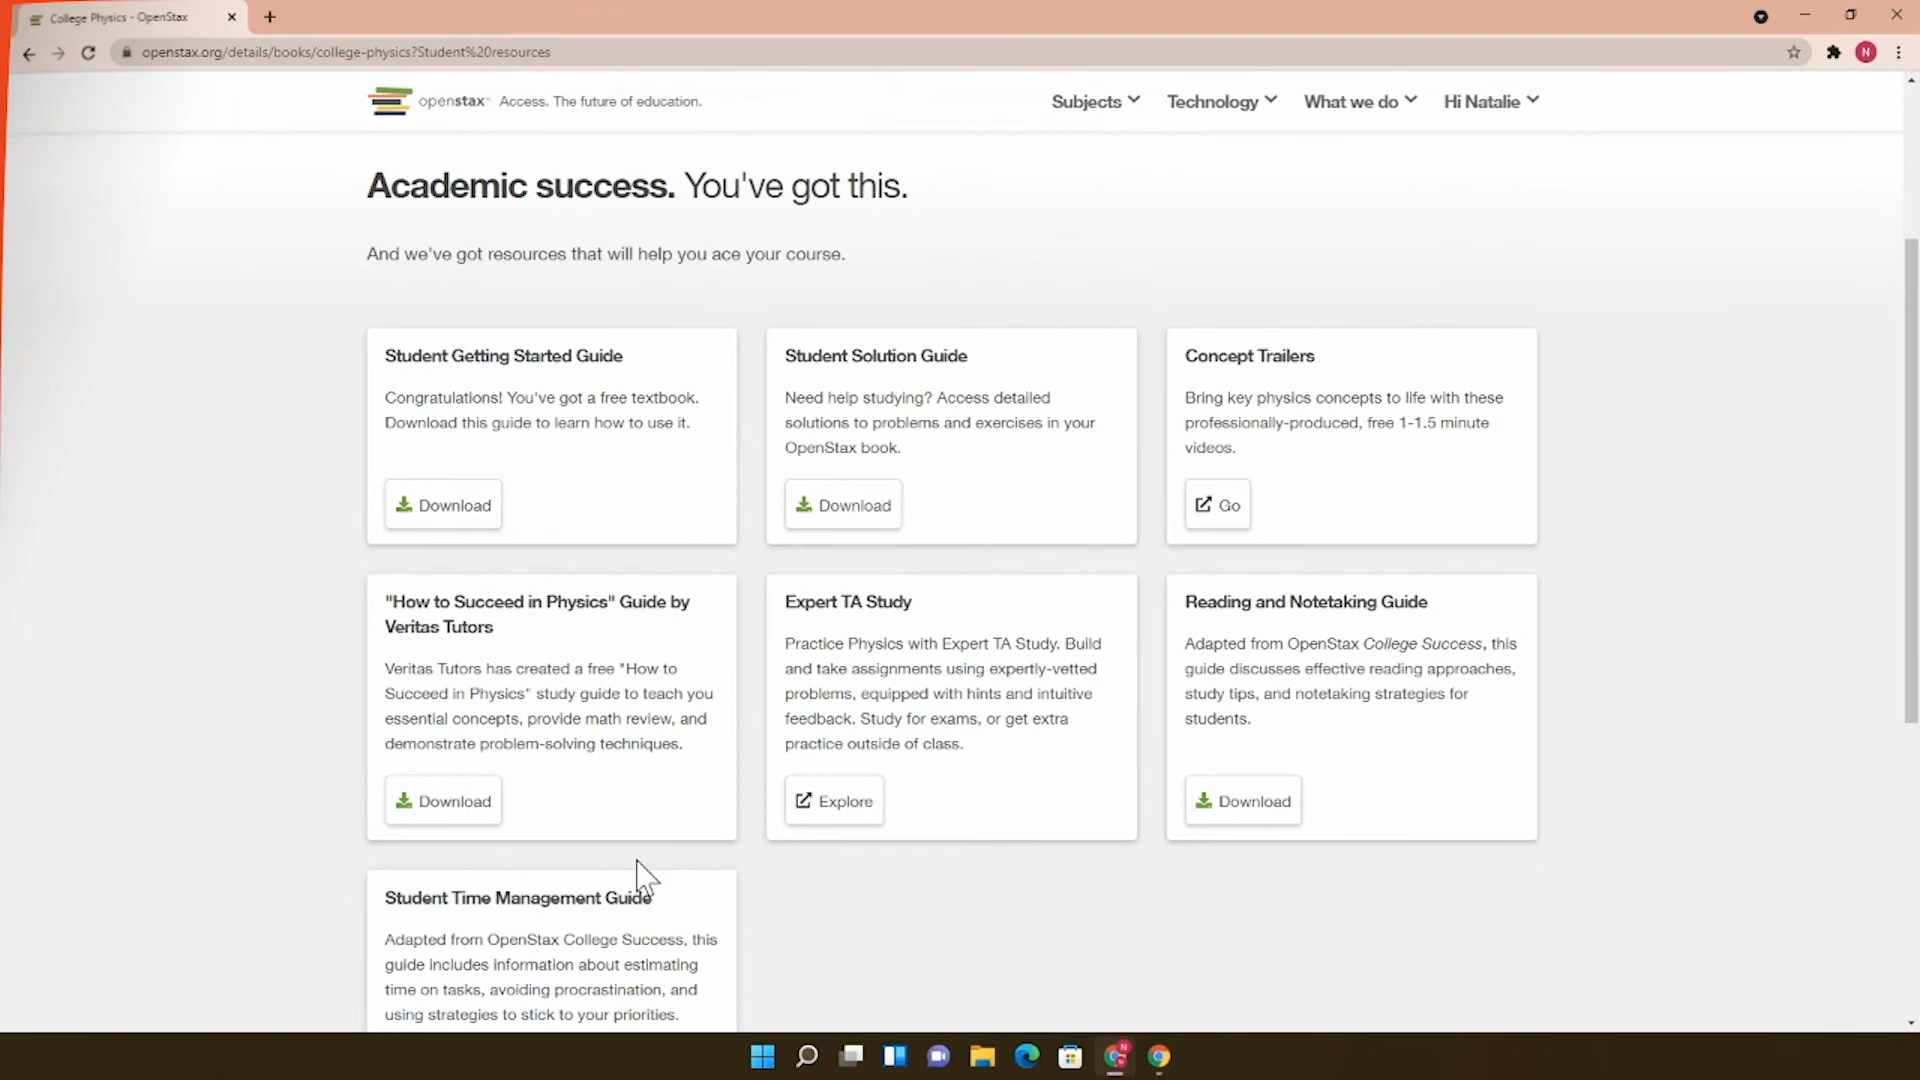 College Physics - OpenStax
openstax.org/details/books/college-physics?Student%20resources
N
openstax™ Access. The future of education.
Subjects Technology What we do Hi Natalie
Academic success. You've got this.
And we've got resources that will help you ace your course.
Student Getting Started Guide
Congratulations! You've got a free textbook.
Download this guide to learn how to use it.
Download
Student Solution Guide
Need help studying? Access detailed
solutions to problems and exercises in your
OpenStax book.
Download
Concept Trailers
Bring key physics concepts to life with these
professionally-produced, free 1-1.5 minute
videos.
Go
"How to Succeed in Physics" Guide by
Veritas Tutors
Veritas Tutors has created a free "How to
Succeed in Physics" study guide to teach you
essential concepts, provide math review, and
demonstrate problem-solving techniques.
Download
Expert TA Study
Practice Physics with Expert TA Study. Build
and take assignments using expertly-vetted
problems, equipped with hints and intuitive
feedback. Study for exams, or get extra
practice outside of class.
Explore
Reading and Notetaking Guide
Adapted from OpenStax College Success, this
guide discusses effective reading approaches,
study tips, and notetaking strategies for
students.
Download
Student Time Management Guide
Adapted from OpenStax College Success, this
guide includes information about estimating
time on tasks, avoiding procrastination, and
using strategies to stick to your priorities.
N